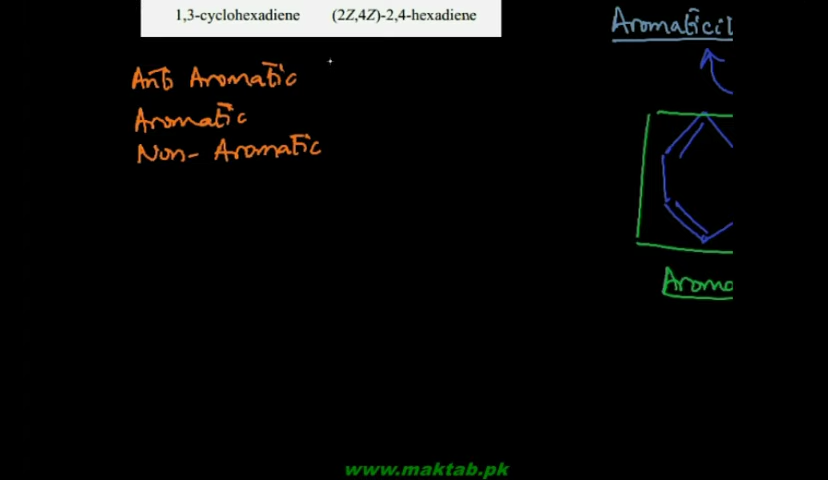 1,3-cyclohexadiene (2Z,4Z)-2,4-hexadiene
Aromaticit
Anti Aromatic
Aromatic
Non- Aromatic
Aroma
www.maktab.pk